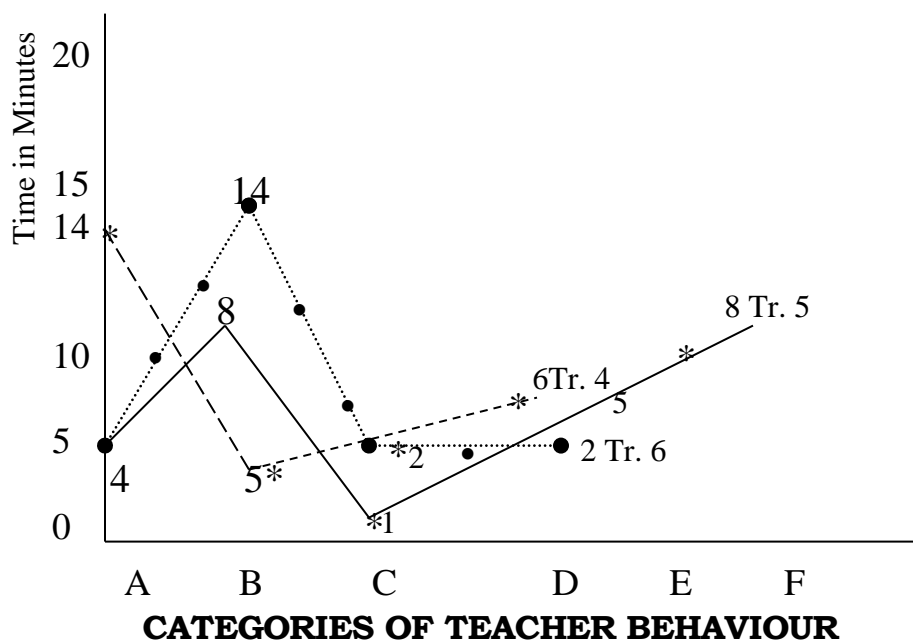 Time in Minutes
20
15
14
14
*
8
8 Tr. 5
10
*
6Tr. 4
*
5
5
*2
2 Tr. 6
4
5*
0
*1
A B C D E F
CATEGORIES OF TEACHER BEHAVIOUR